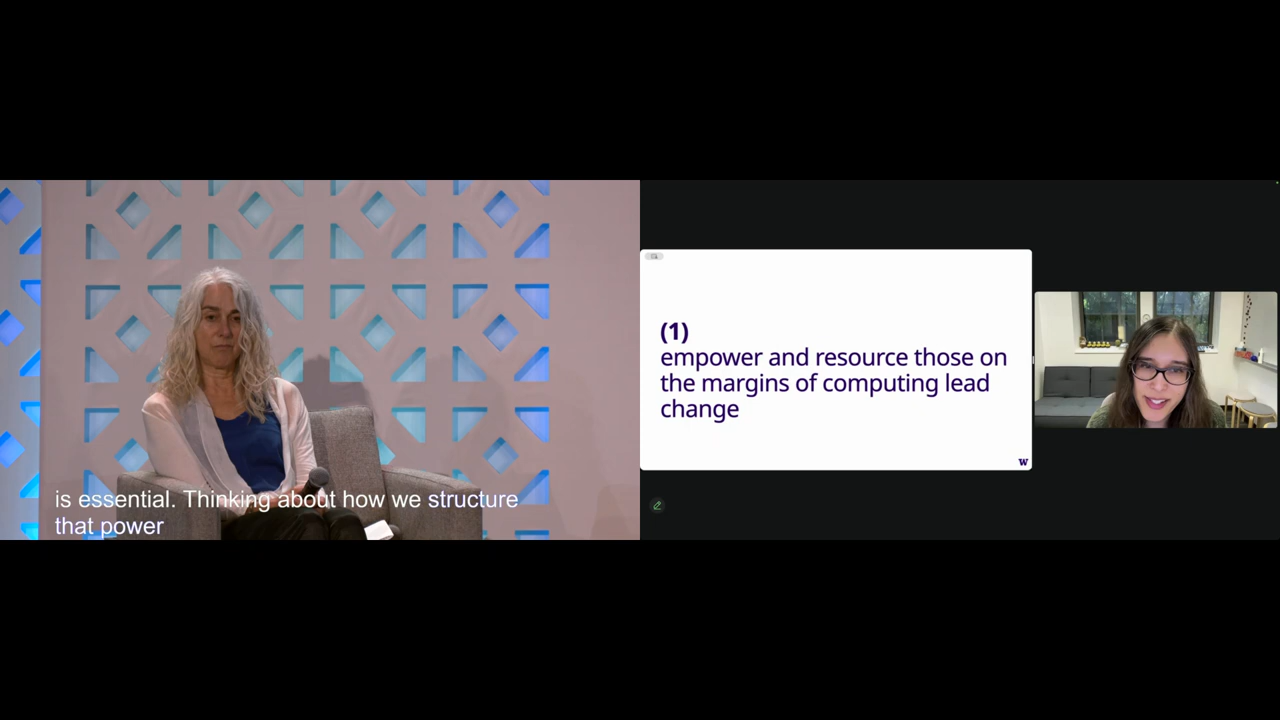 is essential. Thinking about how we structure
that power
(1)
empower and resource those on
the margins of computing lead
change
W